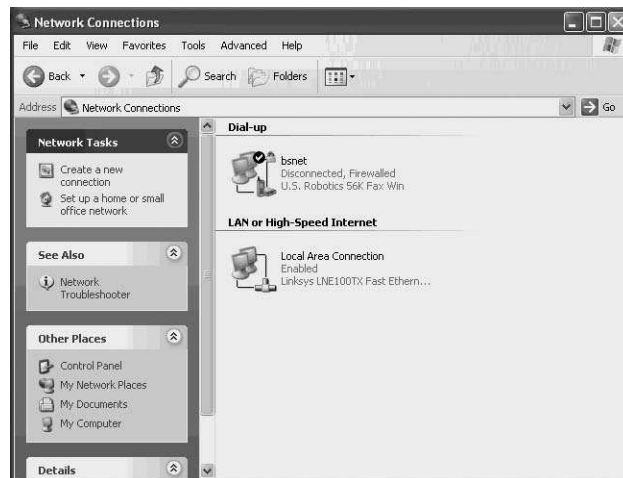 Network Connections
File Edit View Favorites Tools Advanced Help
Back Search Folders
Address Network Connections Go
Network Tasks
Create a new
connection
Set up a home or small
office network
See Also
Network
Troubleshooter
Other Places
Control Panel
My Network Places
My Documents
My Computer
Details
Dial-up
bsnet
Disconnected, Firewalled
U.S. Robotics 56K Fax Win
LAN or High-Speed Internet
Local Area Connection
Enabled
Linksys LNE100TX Fast Ethern...